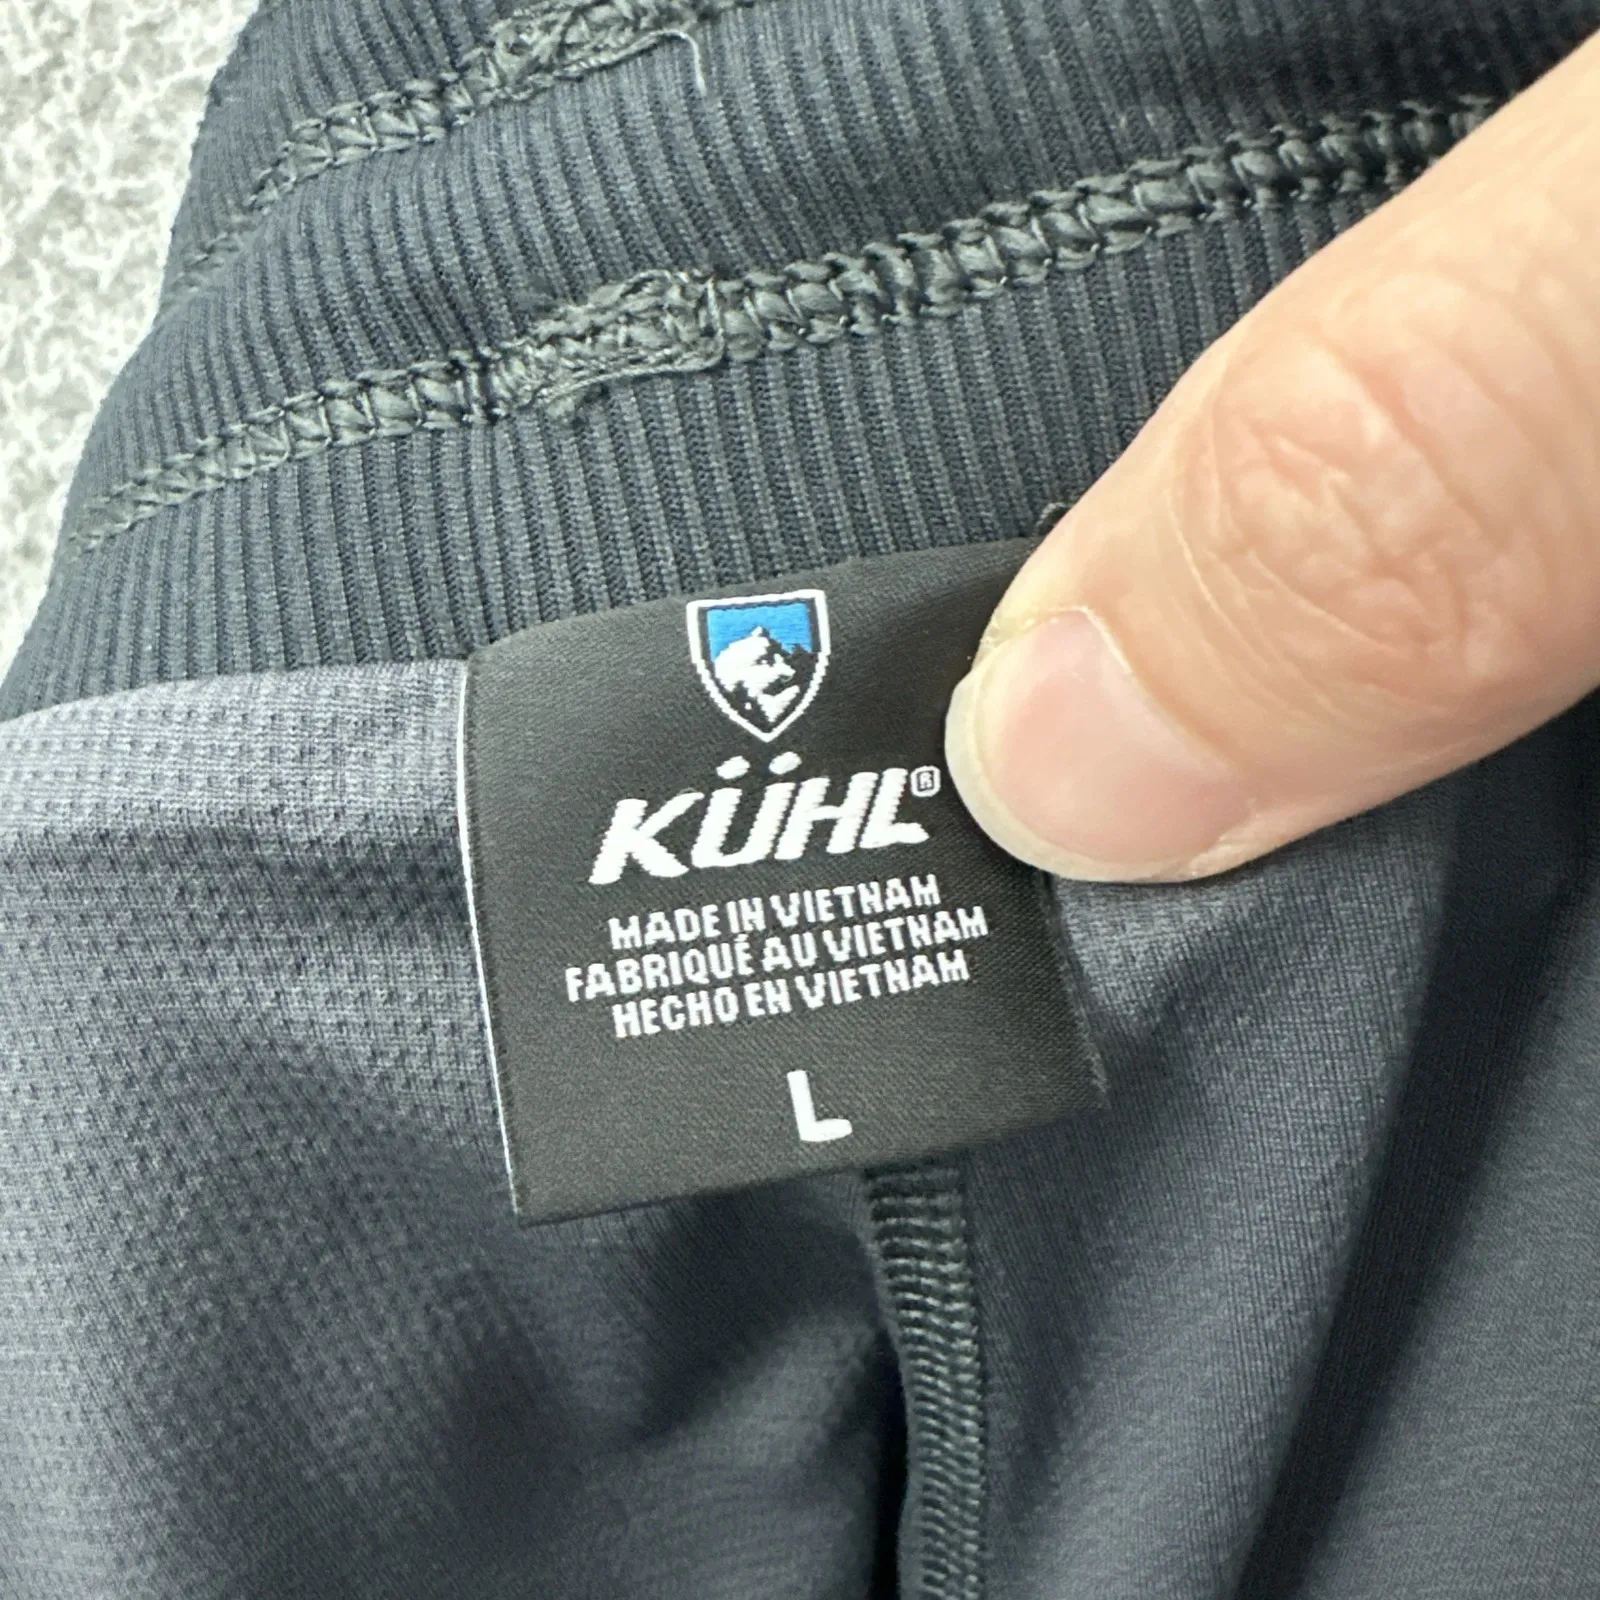 KÜHL®
MADE IN VIETNAM
FABRIQUÉ AU VIETNAM
HECHO EN VIETNAM
L